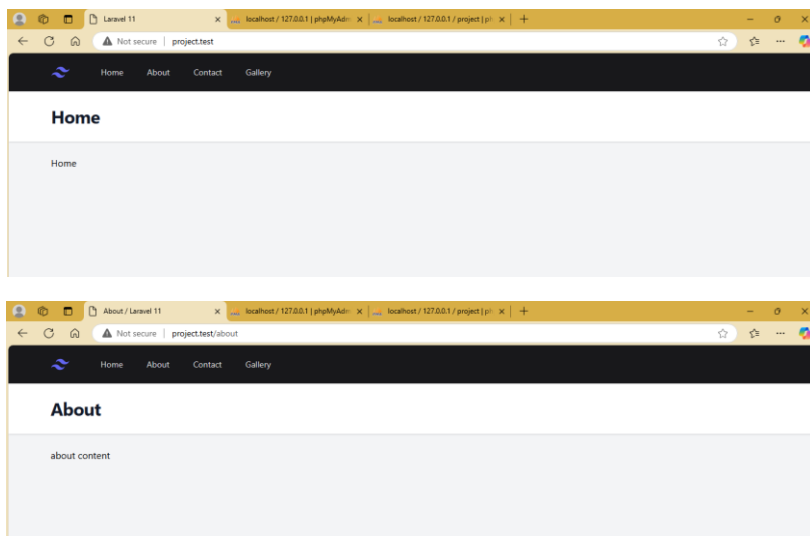 Laravel 11 localhost / 127.0.0.1 | phpMyAdm localhost / 127.0.0.1 / project | ph
Not secure project.test
Home About Contact Gallery
Home
Home
About / Laravel 11 localhost / 127.0.0.1 | phpMyAdm localhost / 127.0.0.1 / project | ph
Not secure project.test/about
Home About Contact Gallery
About
about content